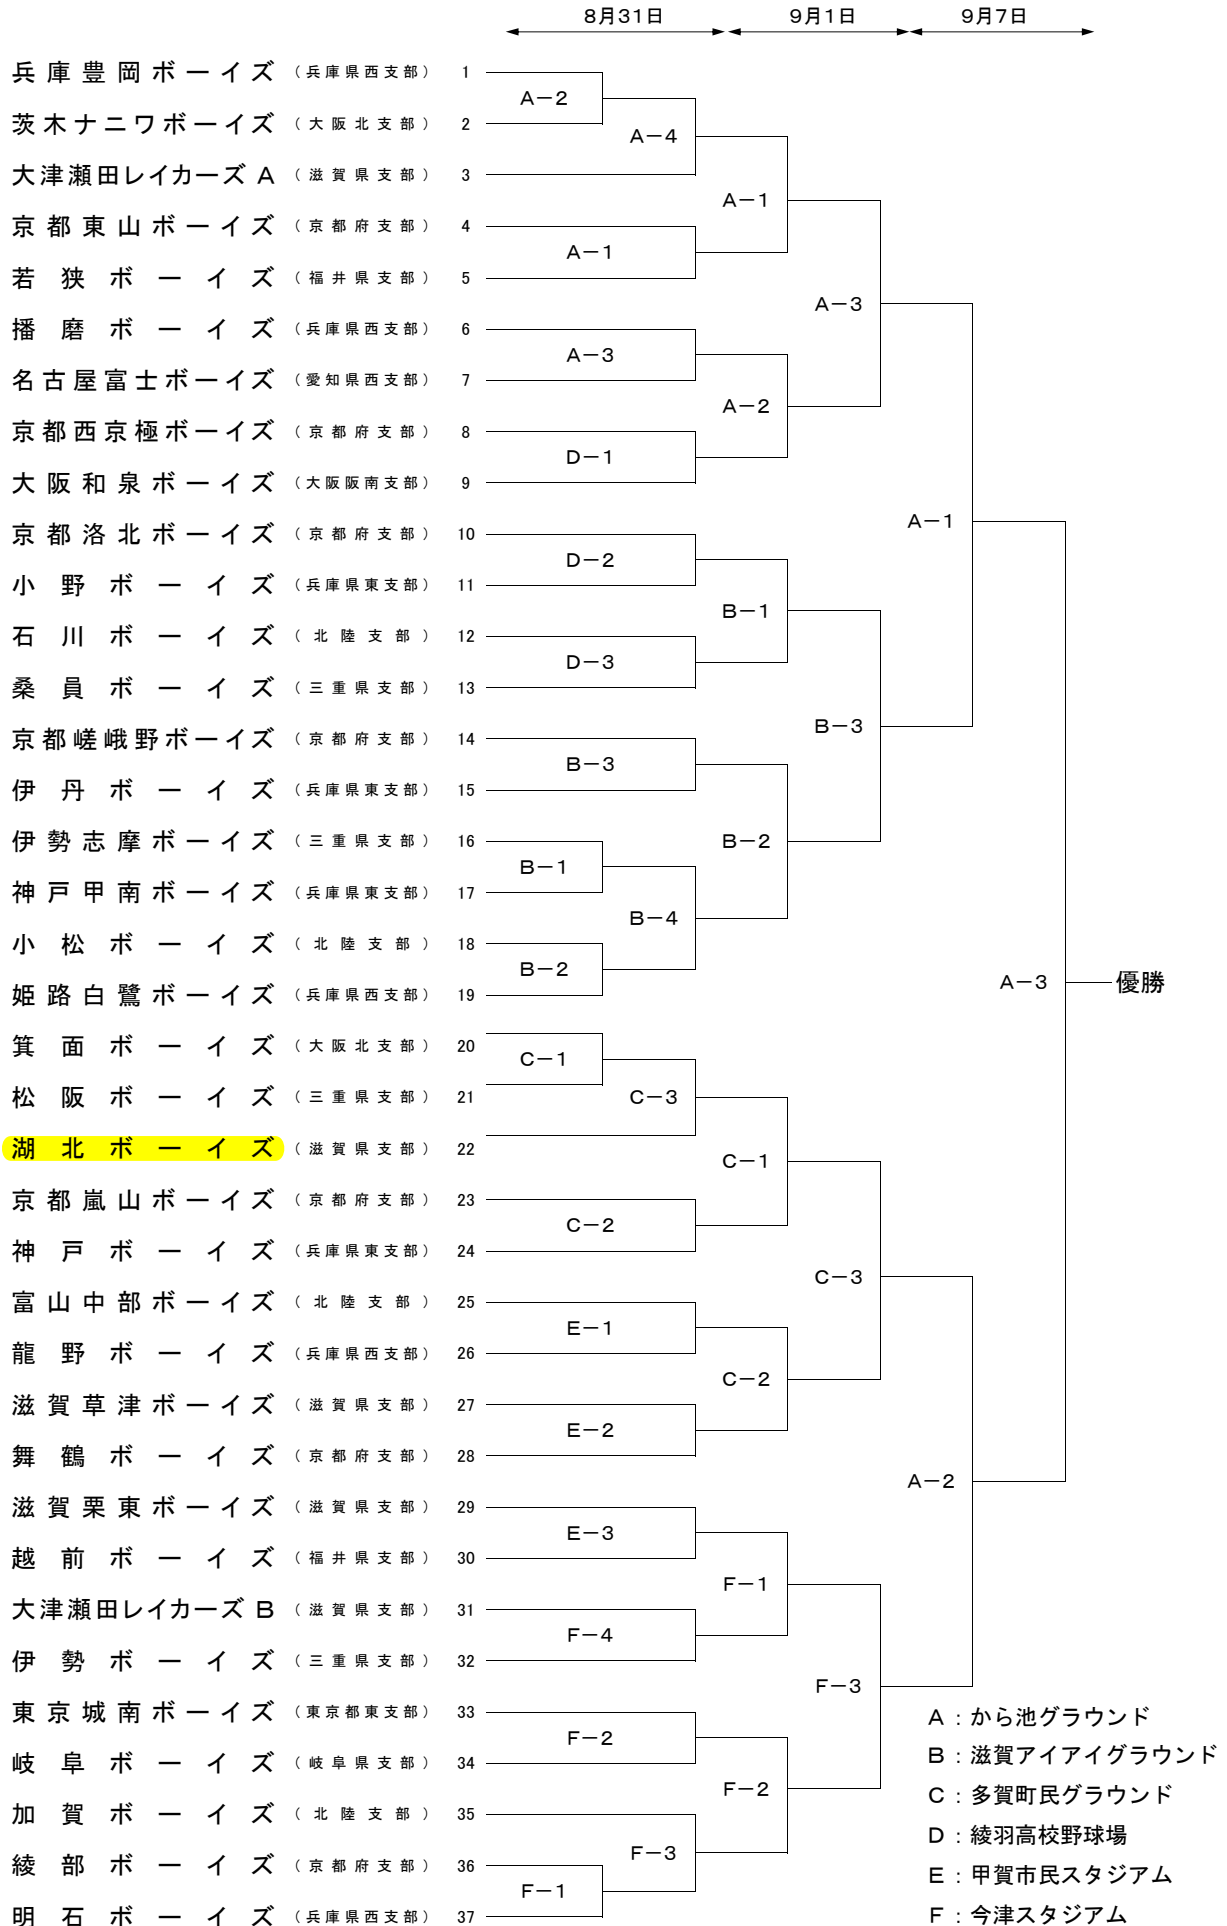 8月31日 9月1日 9月7日
兵庫豊岡ボーイズ （兵庫県西支部） 1
A－2
茨木ナニワボーイズ （大阪北支部） 2
A－4
大津瀬田レイカーズ A （滋賀県支部） 3
A－1
京都東山ボーイズ （京都府支部） 4
A－1
若狭ボーイズ （福井県支部） 5
A－3
播磨ボーイズ （兵庫県西支部） 6
A－3
名古屋富士ボーイズ （愛知県西支部） 7
A－2
京都西京極ボーイズ （京都府支部） 8
D－1
大阪和泉ボーイズ （大阪阪南支部） 9
A－1
京都洛北ボーイズ （京都府支部） 10
D－2
小野ボーイズ （兵庫県東支部） 11
B－1
石川ボーイズ （北陸支部） 12
D－3
桑員ボーイズ （三重県支部） 13
B－3
京都嵯峨野ボーイズ （京都府支部） 14
B－3
伊丹ボーイズ （兵庫県東支部） 15
B－2
伊勢志摩ボーイズ （三重県支部） 16
B－1
神戸甲南ボーイズ （兵庫県東支部） 17
B－4
小松ボーイズ （北陸支部） 18
B－2
A－3 優勝
姫路白鷺ボーイズ （兵庫県西支部） 19
箕面ボーイズ （大阪北支部） 20
C－1
松阪ボーイズ （三重県支部） 21
C－3
湖北ボーイズ （滋賀県支部） 22
C－1
京都嵐山ボーイズ （京都府支部） 23
C－2
神戸ボーイズ （兵庫県東支部） 24
C－3
富山中部ボーイズ （北陸支部） 25
E－1
龍野ボーイズ （兵庫県西支部） 26
C－2
滋賀草津ボーイズ （滋賀県支部） 27
E－2
舞鶴ボーイズ （京都府支部） 28
A－2
滋賀栗東ボーイズ （滋賀県支部） 29
E－3
越前ボーイズ （福井県支部） 30
F－1
大津瀬田レイカーズ B （滋賀県支部） 31
F－4
伊勢ボーイズ （三重県支部） 32
F－3
東京城南ボーイズ （東京都東支部） 33
A：から池グラウンド
F－2
B：滋賀アイアイグラウンド
岐阜ボーイズ （岐阜県支部） 34
F－2
C：多賀町民グラウンド
加賀ボーイズ （北陸支部） 35
D：綾羽高校野球場
F－3
綾部ボーイズ （京都府支部） 36
E：甲賀市民スタジアム
F－1
明石ボーイズ （兵庫県西支部） 37
F：今津スタジアム